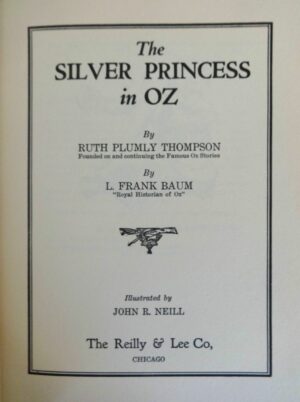 The
SILVER PRINCESS
in OZ
By
RUTH PLUMLY THOMPSON
Founded on and continuing the Famous Oz Stories
By
L. FRANK BAUM
"Royal Historian of Oz"
Illustrated by
JOHN R. NEILL
The Reilly & Lee Co,
CHICAGO